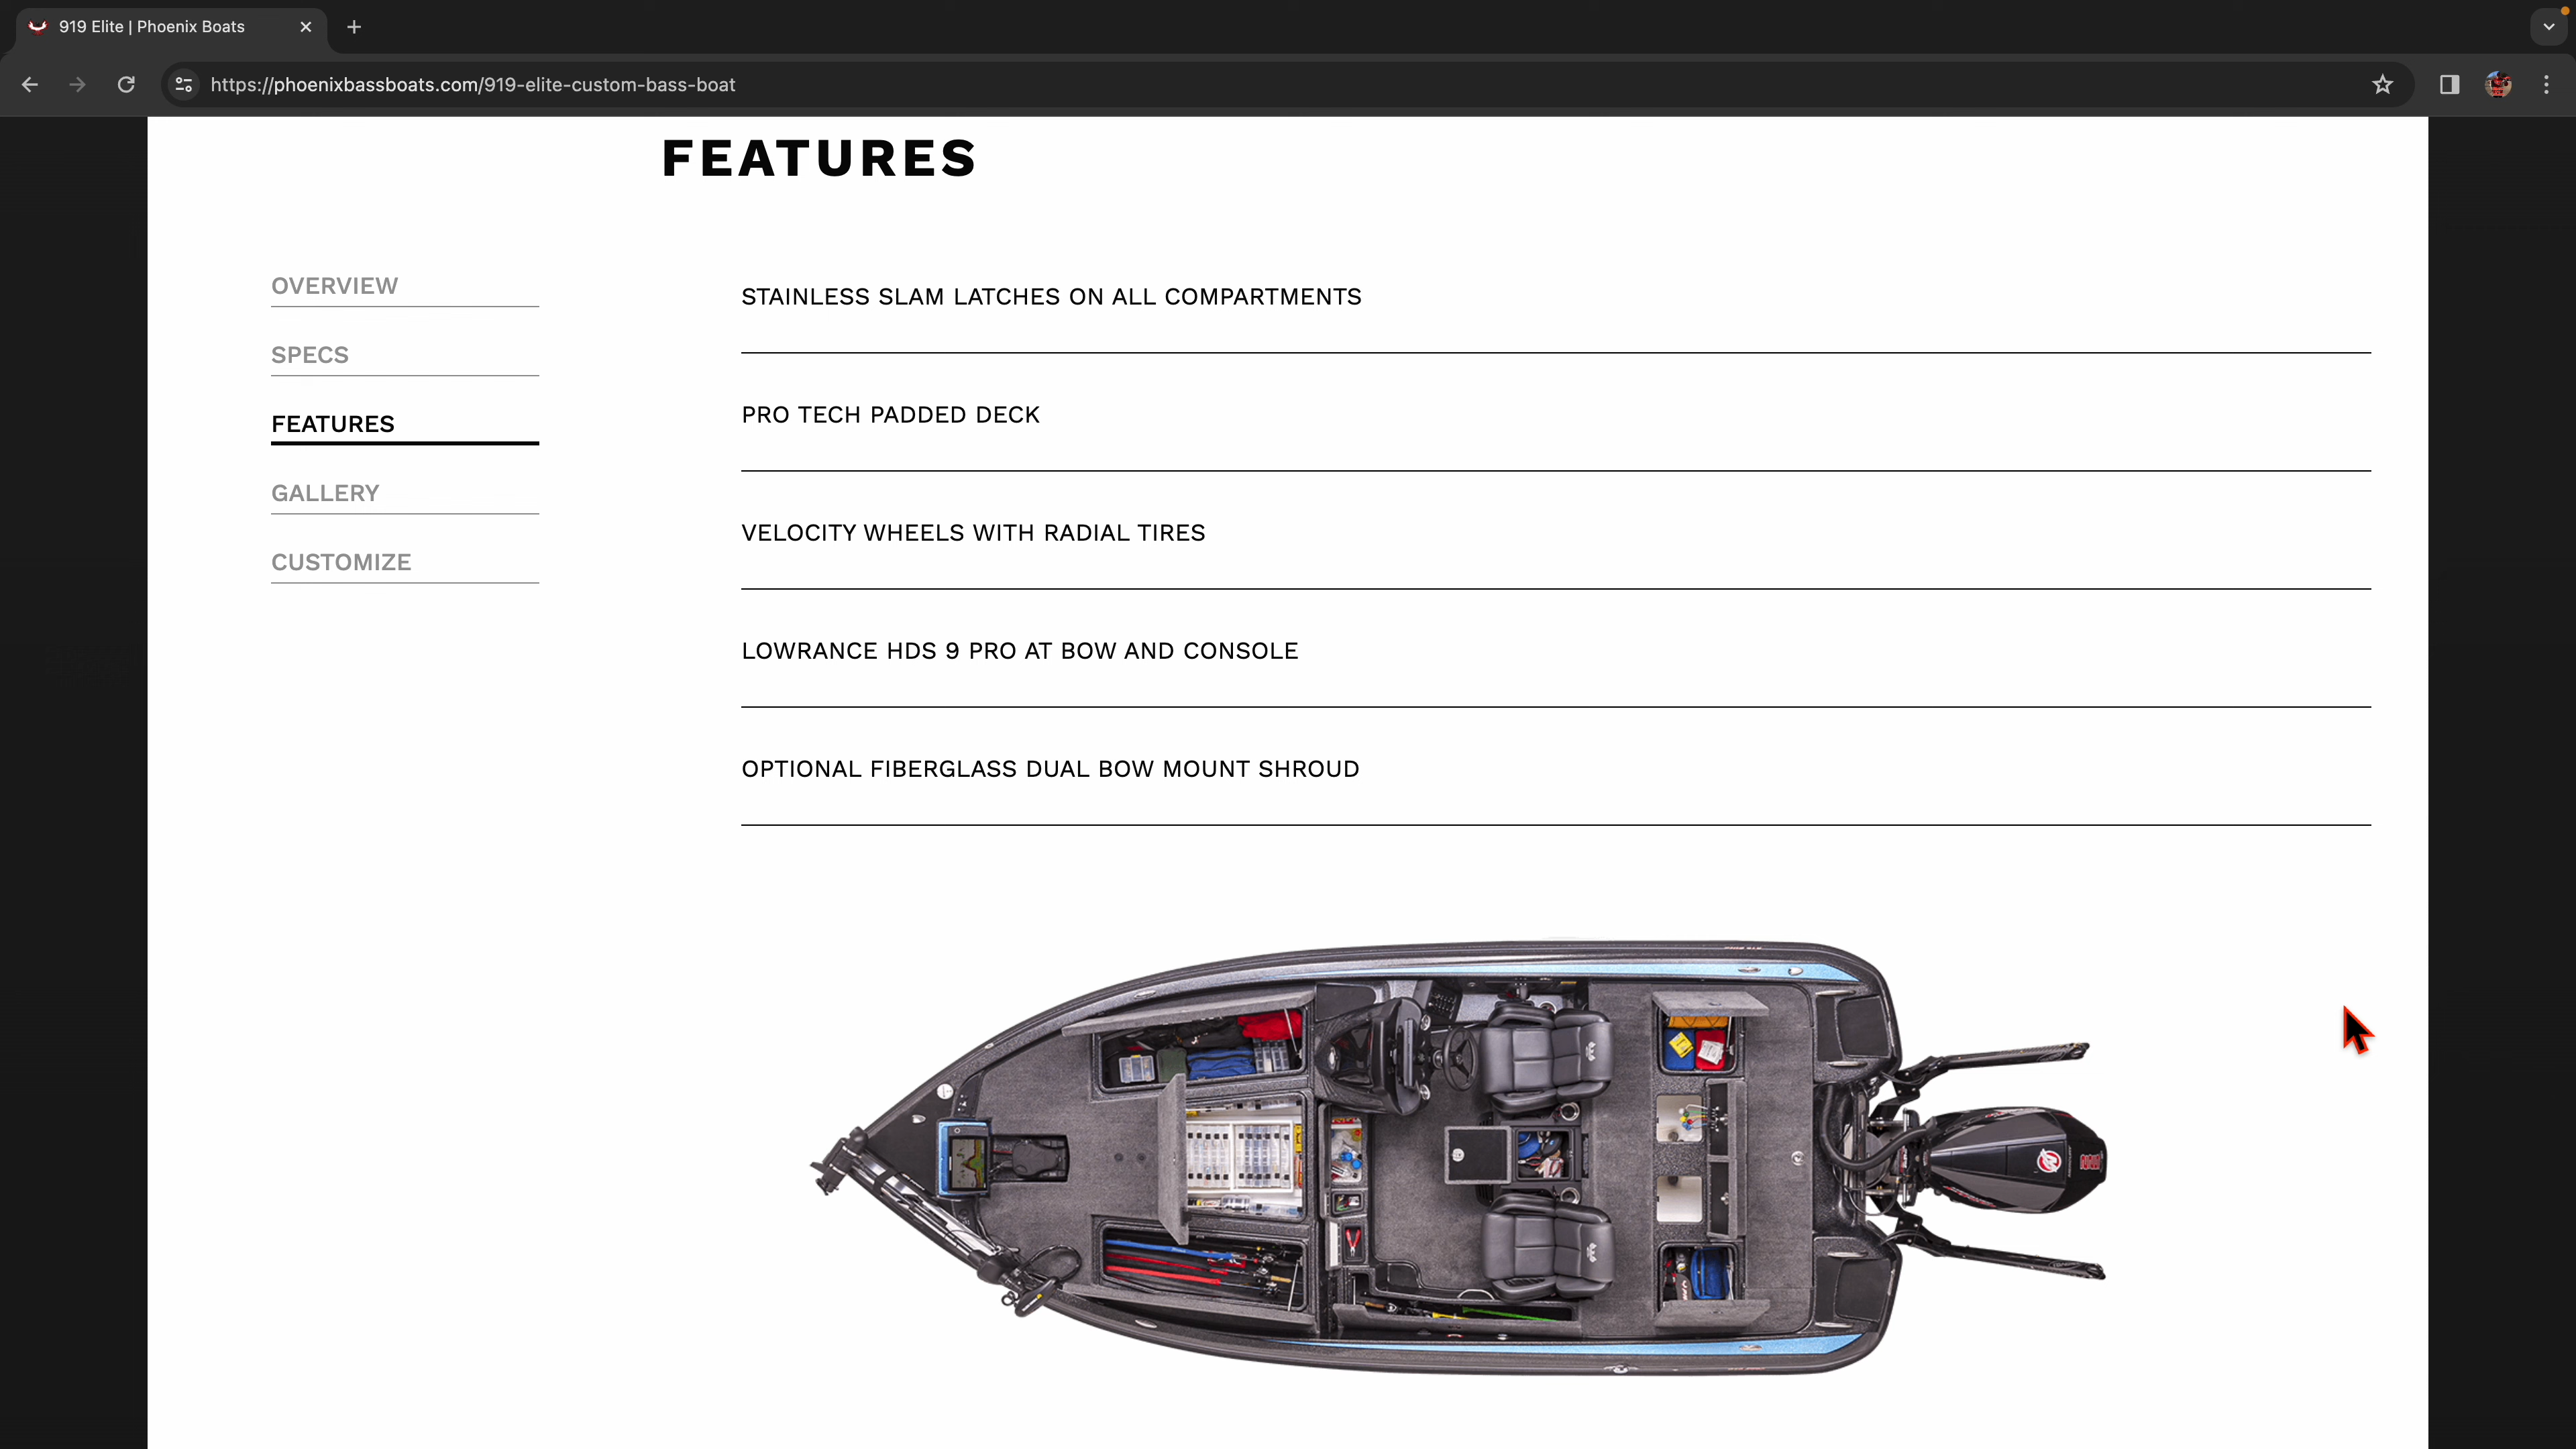 919 Elite | Phoenix Boats
https://phoenixbassboats.com/919-elite-custom-bass-boat
FEATURES
OVERVIEW
SPECS
FEATURES
GALLERY
CUSTOMIZE
STAINLESS SLAM LATCHES ON ALL COMPARTMENTS
PRO TECH PADDED DECK
VELOCITY WHEELS WITH RADIAL TIRES
LOWRANCE HDS 9 PRO AT BOW AND CONSOLE
OPTIONAL FIBERGLASS DUAL BOW MOUNT SHROUD